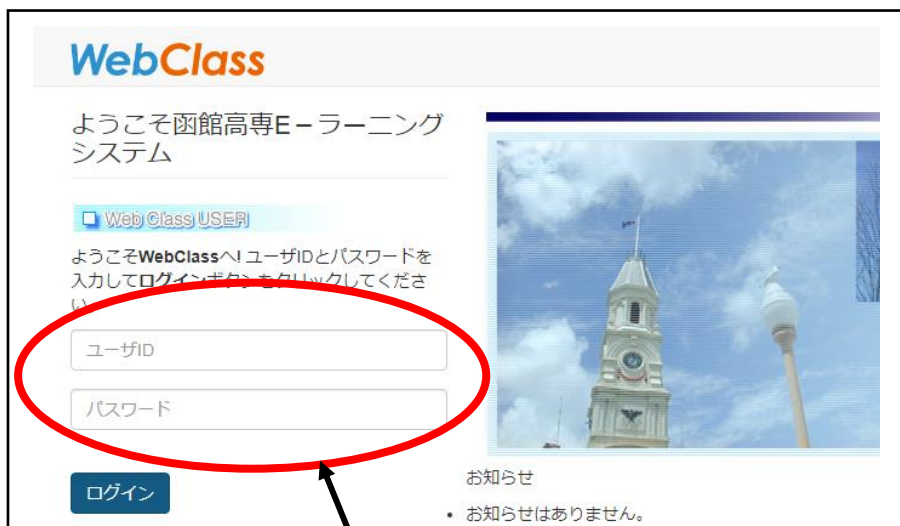 WebClass
ようこそ函館高専E－ラーニング
システム
Web Class USER
ようこそWebClassへ! ユーザIDとパスワードを
入力してログインボタンをクリックしてくださ
い。
ユーザID
パスワード
ログイン
お知らせ
• お知らせはありません。